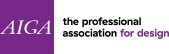 AIGA
the professional
association for design